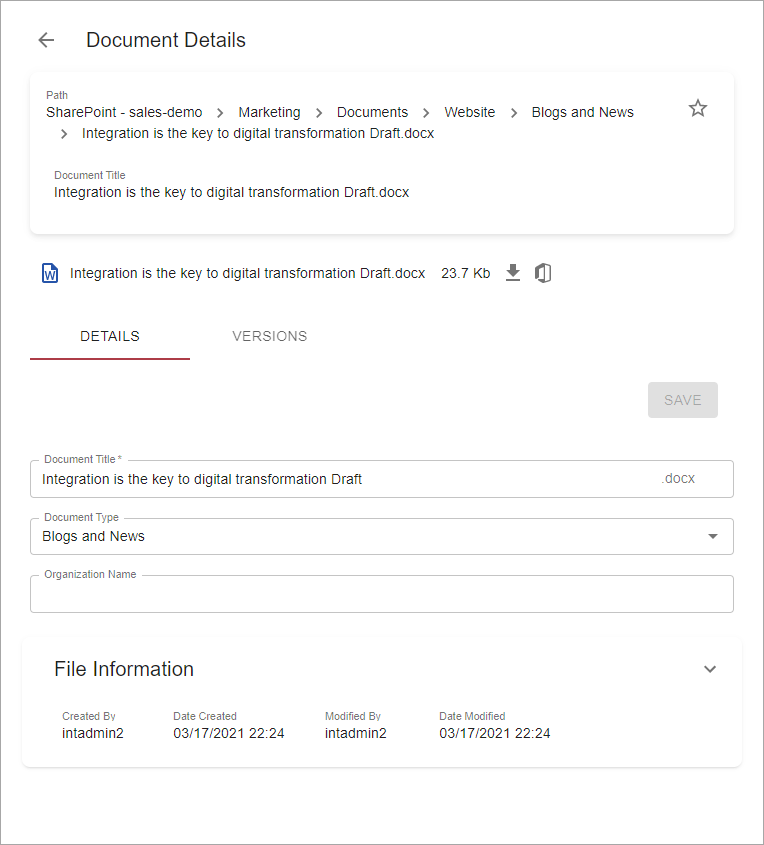 Document Details
Path
SharePoint - sales-demo > Marketing > Documents > Website > Blogs and News
> Integration is the key to digital transformation Draft.docx
Document Title
Integration is the key to digital transformation Draft.docx
W Integration is the key to digital transformation Draft.docx 23.7 Kb
DETAILS VERSIONS
SAVE
Document Title *
Integration is the key to digital transformation Draft .docx
Document Type
Blogs and News
Organization Name
File Information
Created By Date Created Modified By Date Modified
intadmin2 03/17/2021 22:24 intadmin2 03/17/2021 22:24